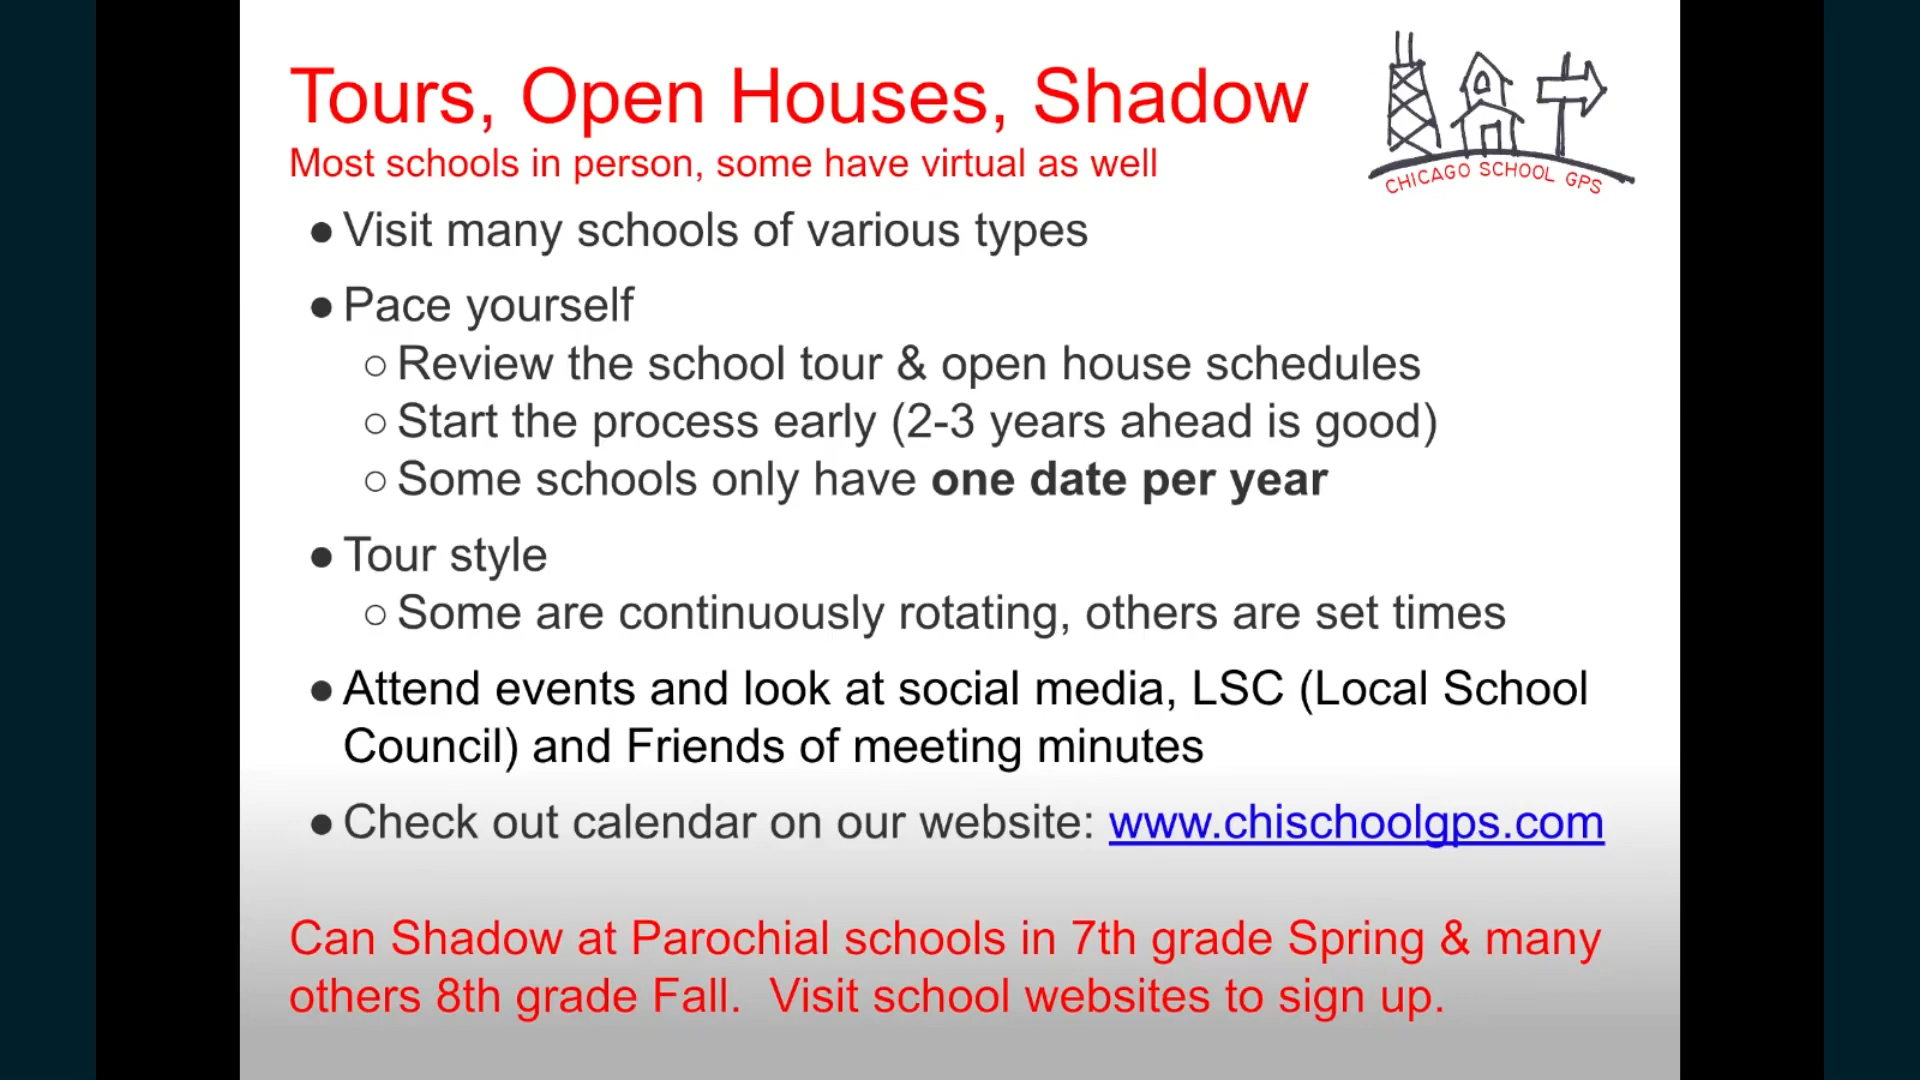 Tours, Open Houses, Shadow
Most schools in person, some have virtual as well
CHICAGO SCHOOL GPS
● Visit many schools of various types
● Pace yourself
○ Review the school tour & open house schedules
○ Start the process early (2-3 years ahead is good)
○ Some schools only have one date per year
● Tour style
○ Some are continuously rotating, others are set times
● Attend events and look at social media, LSC (Local School
Council) and Friends of meeting minutes
● Check out calendar on our website: www.chischoolgps.com
Can Shadow at Parochial schools in 7th grade Spring & many
others 8th grade Fall.  Visit school websites to sign up.